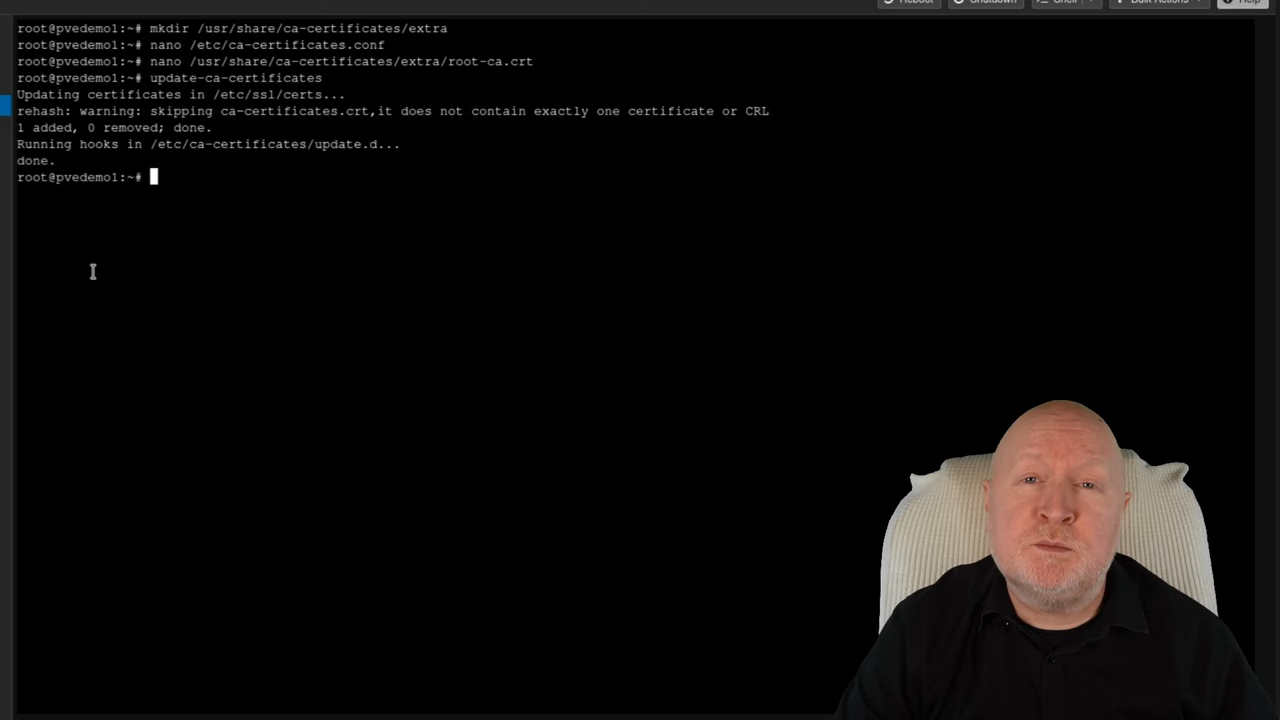 Reboot Shutdown Shell Bulk Actions Help
root@pvedemo1:~# mkdir /usr/share/ca-certificates/extra
root@pvedemo1:~# nano /etc/ca-certificates.conf
root@pvedemo1:~# nano /usr/share/ca-certificates/extra/root-ca.crt
root@pvedemo1:~# update-ca-certificates
Updating certificates in /etc/ssl/certs...
rehash: warning: skipping ca-certificates.crt,it does not contain exactly one certificate or CRL
1 added, 0 removed; done.
Running hooks in /etc/ca-certificates/update.d...
done.
root@pvedemo1:~#